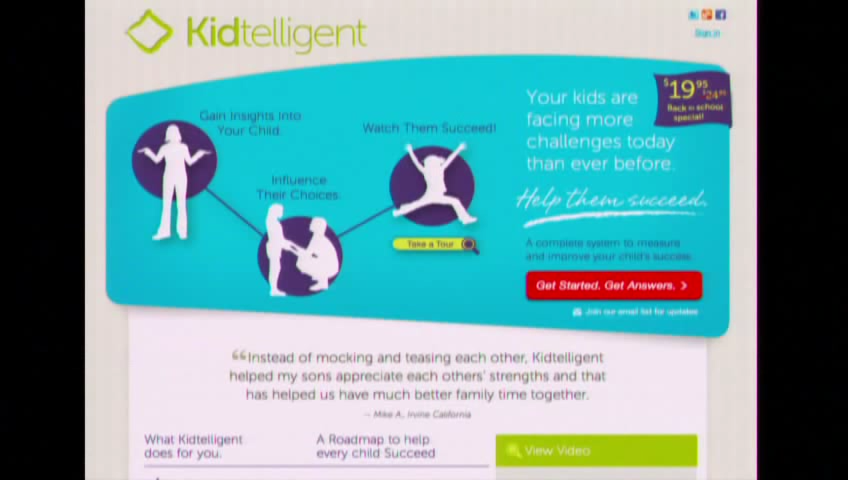 Kidtelligent
Sign in
Gain Insights Into
Your Child.
Influence
Their Choices.
Watch Them Succeed!
Take a Tour
Your kids are
facing more
challenges today
than ever before.
Help them succeed.
$19.95
$24.95
Back to school
special!
A complete system to measure
and improve your child's success.
Get Started. Get Answers. >
Join our email list for updates
“Instead of mocking and teasing each other, Kidtelligent
helped my sons appreciate each others' strengths and that
has helped us have much better family time together.
— Mike A., Irvine California
What Kidtelligent
does for you.
A Roadmap to help
every child Succeed
View Video